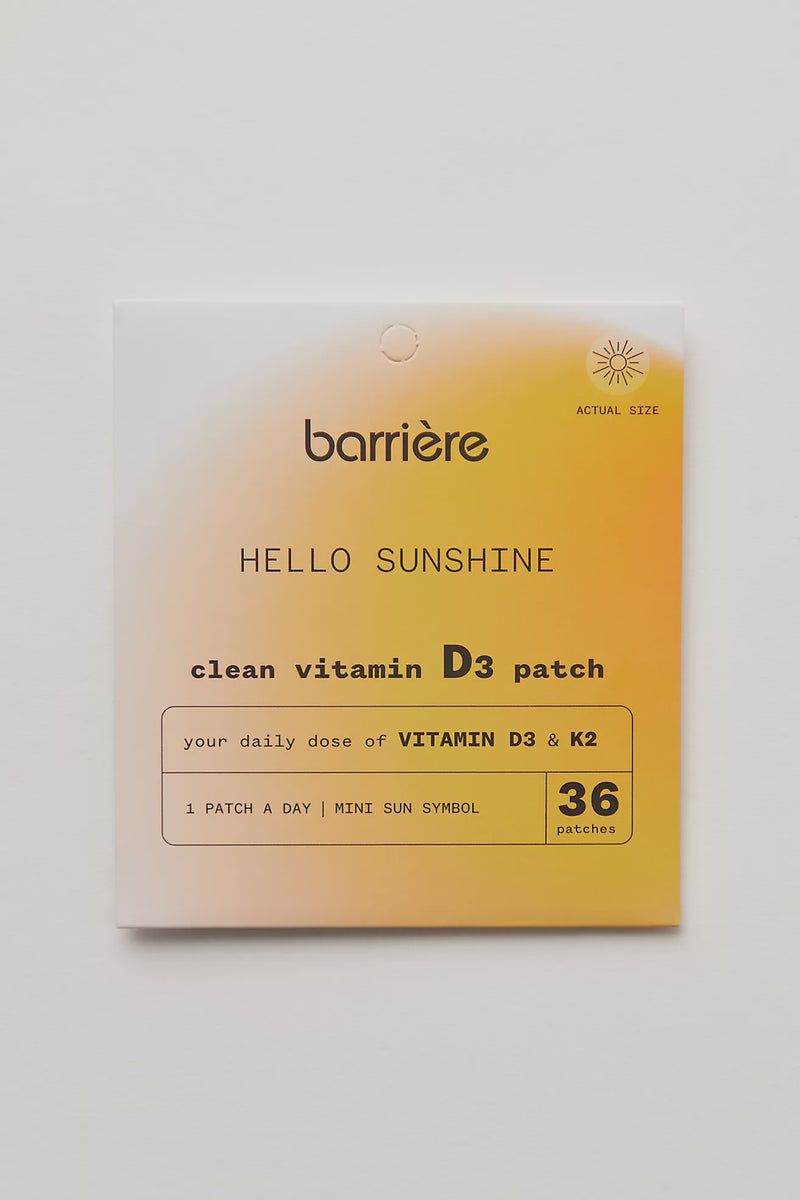 ACTUAL SIZE
barrière
HELLO SUNSHINE
clean vitamin D3 patch
your daily dose of VITAMIN D3 & K2
1 PATCH A DAY | MINI SUN SYMBOL
36
patches